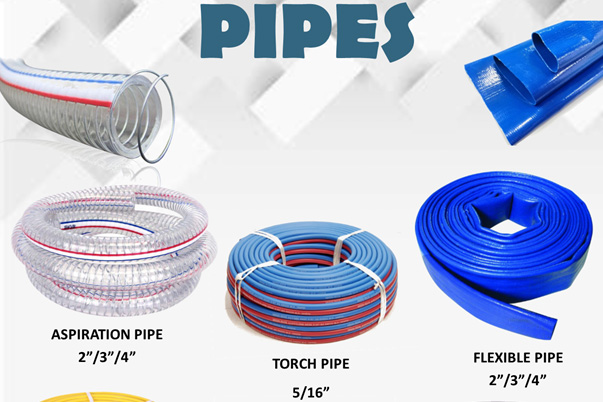 PIPES
ASPIRATION PIPE
2”/3”/4”
TORCH PIPE
5/16”
FLEXIBLE PIPE
2”/3”/4”